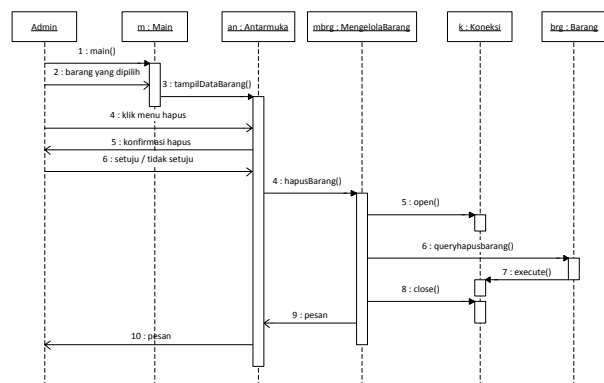 Admin
m : Main
an : Antarmuka
mbrg : MengelolaBarang
k : Koneksi
brg : Barang
1 : main()
2 : barang yang dipilih
3 : tampilDataBarang()
4 : klik menu hapus
5 : konfirmasi hapus
6 : setuju / tidak setuju
4 : hapusBarang()
5 : open()
6 : queryhapusbarang()
7 : execute()
8 : close()
9 : pesan
10 : pesan